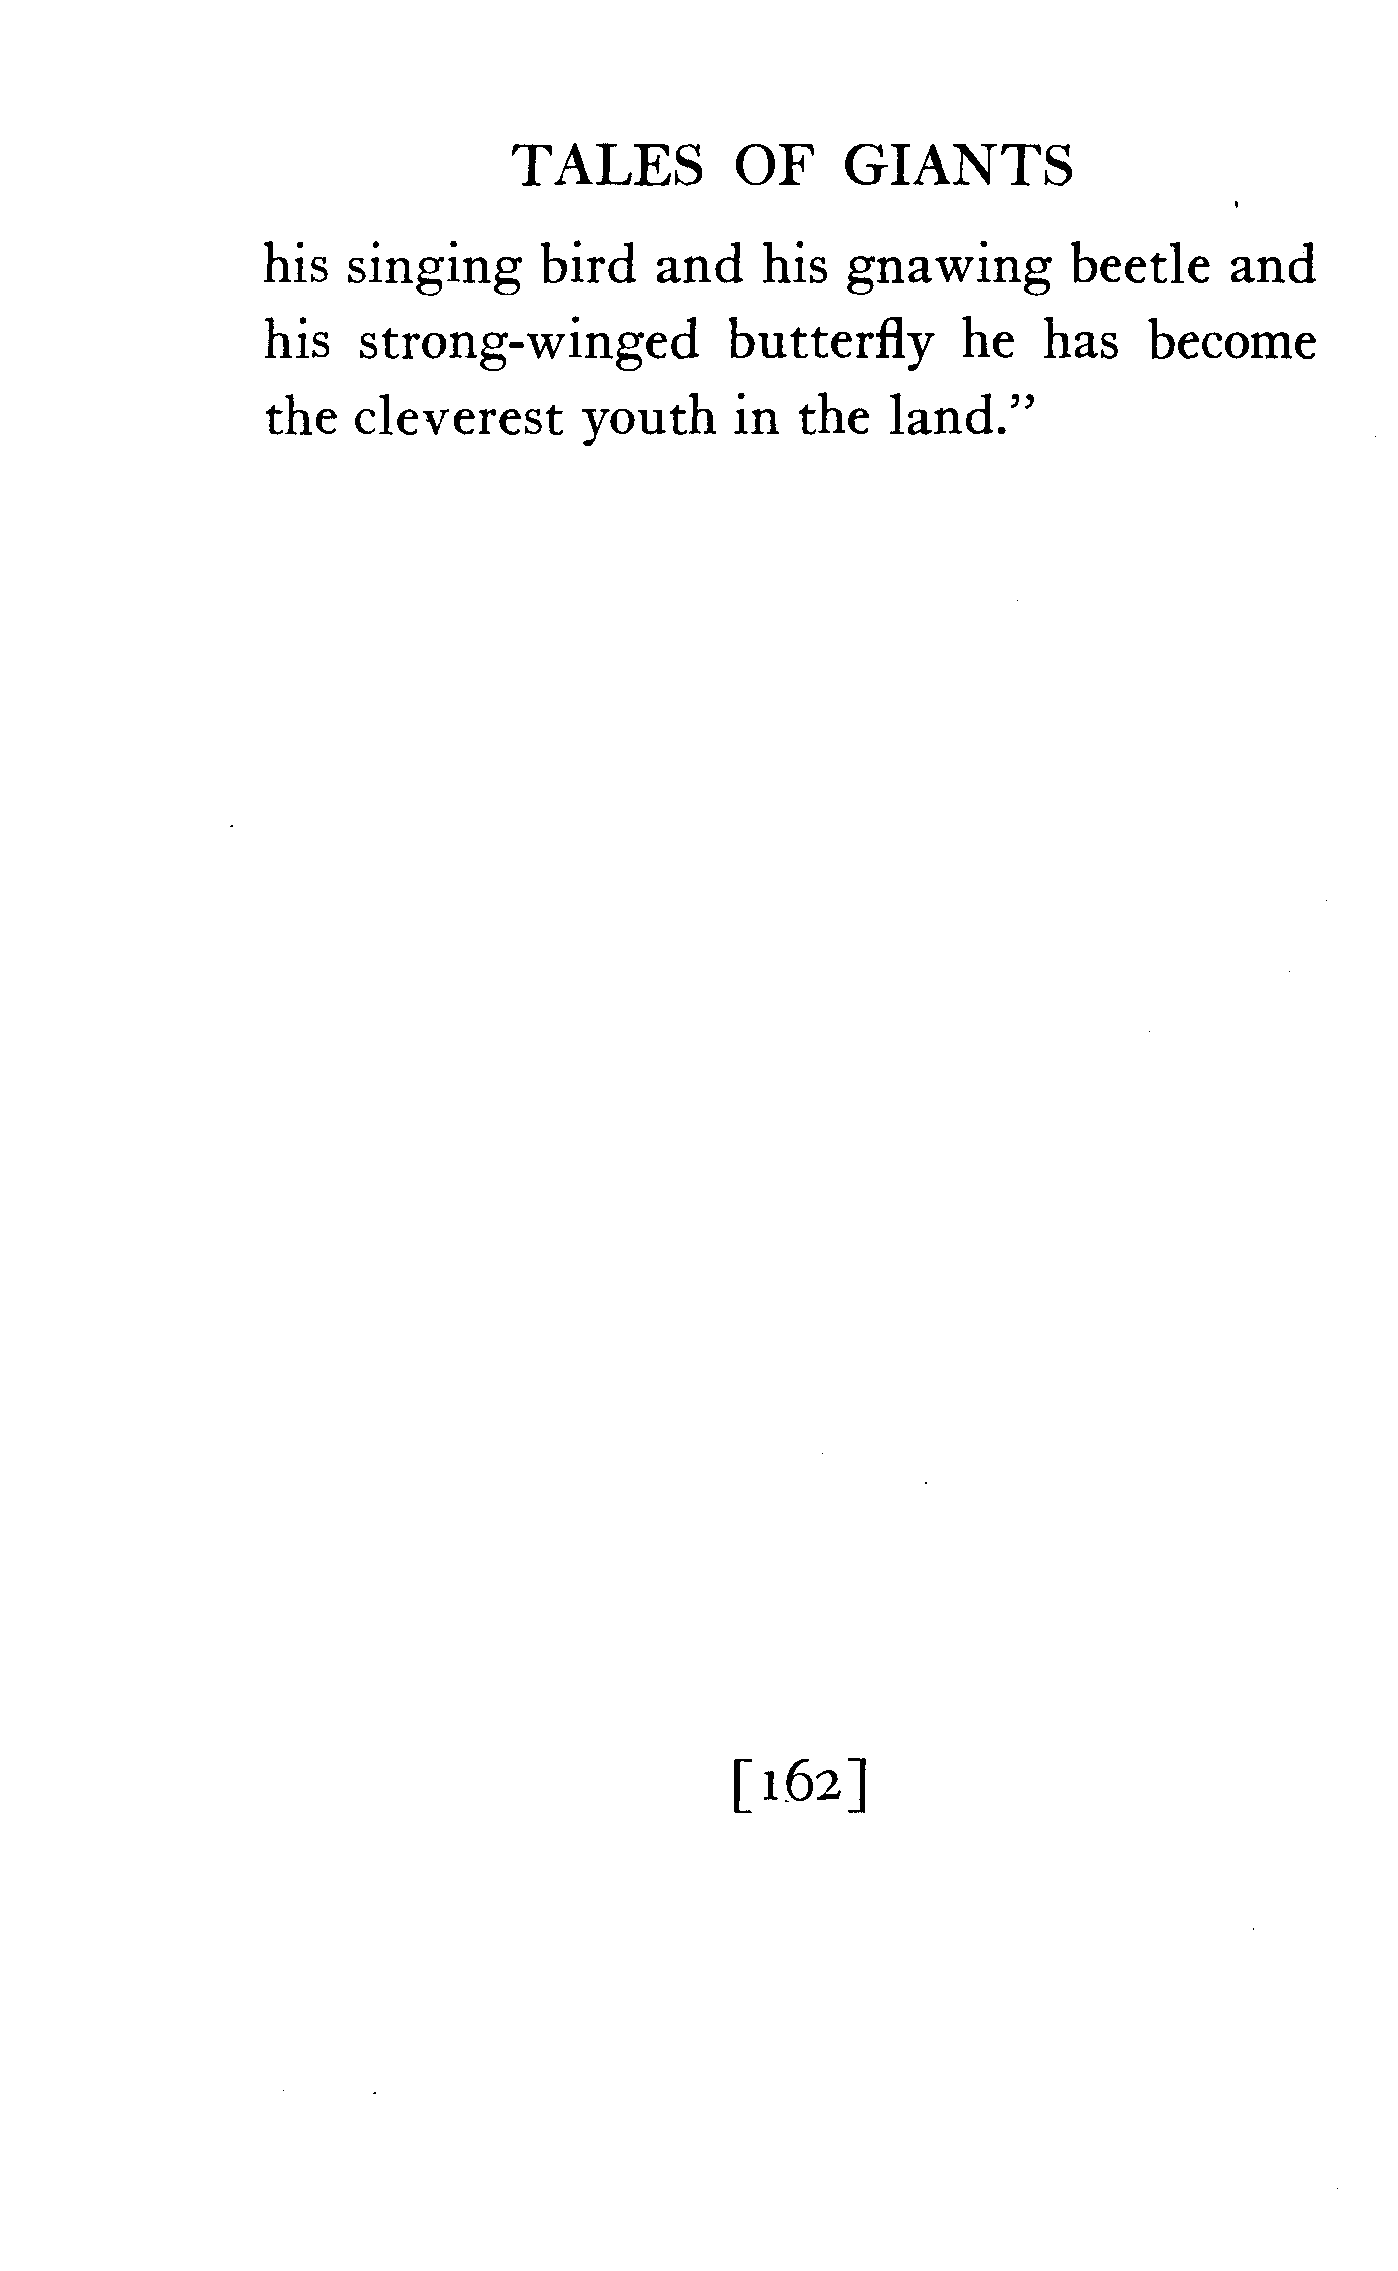 TALES OF GIANTS
his singing bird and his gnawing beetle and
his strong-winged butterfly he has become
the cleverest youth in the land.”
[162]